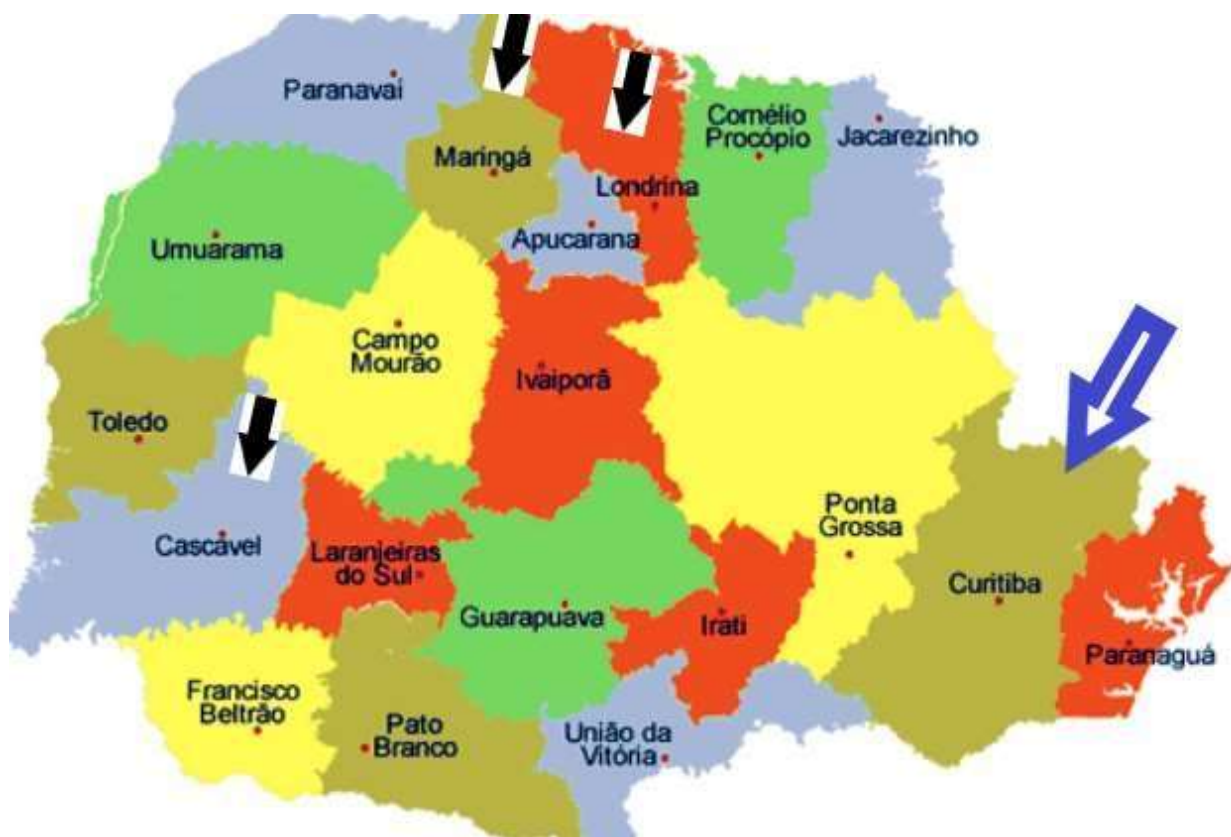 Paranavaí
Maringá
Londrina
Cornélio
Procópio
Jacarezinho
Apucarana
Umuarama
Campo
Mourão
Ivaiporã
Toledo
Ponta
Grossa
Cascavel
Laranjeiras
do Sul
Curitiba
Guarapuava
Irati
Paranaguá
Francisco
Beltrão
Pato
Branco
União da
Vitória